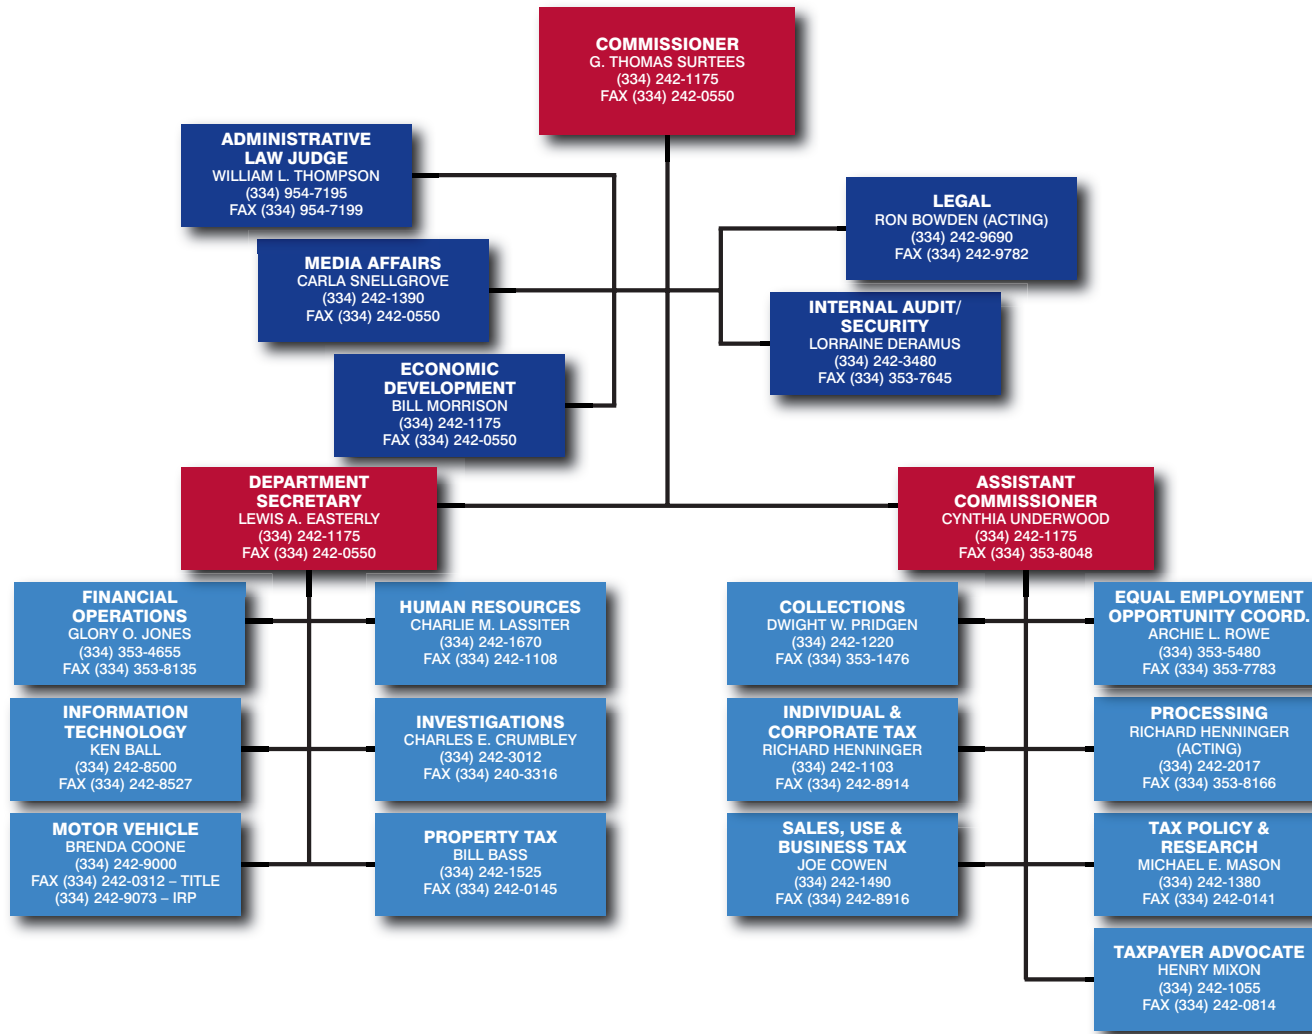 COMMISSIONER
G. THOMAS SURTEES
(334) 242-1175
FAX (334) 242-0550
ADMINISTRATIVE
LAW JUDGE
WILLIAM L. THOMPSON
(334) 954-7195
FAX (334) 954-7199
LEGAL
RON BOWDEN (ACTING)
(334) 242-9690
FAX (334) 242-9782
MEDIA AFFAIRS
CARLA SNELLGROVE
(334) 242-1390
FAX (334) 242-0550
INTERNAL AUDIT/
SECURITY
LORRAINE DERAMUS
(334) 242-3480
FAX (334) 353-7645
ECONOMIC
DEVELOPMENT
BILL MORRISON
(334) 242-1175
FAX (334) 242-0550
DEPARTMENT
SECRETARY
LEWIS A. EASTERLY
(334) 242-1175
FAX (334) 242-0550
ASSISTANT
COMMISSIONER
CYNTHIA UNDERWOOD
(334) 242-1175
FAX (334) 353-8048
FINANCIAL
OPERATIONS
GLORY O. JONES
(334) 353-4655
FAX (334) 353-8135
HUMAN RESOURCES
CHARLIE M. LASSITER
(334) 242-1670
FAX (334) 242-1108
COLLECTIONS
DWIGHT W. PRIDGEN
(334) 242-1220
FAX (334) 353-1476
EQUAL EMPLOYMENT
OPPORTUNITY COORD.
ARCHIE L. ROWE
(334) 353-5480
FAX (334) 353-7783
INFORMATION
TECHNOLOGY
KEN BALL
(334) 242-8500
FAX (334) 242-8527
INVESTIGATIONS
CHARLES E. CRUMBLEY
(334) 242-3012
FAX (334) 240-3316
INDIVIDUAL &
CORPORATE TAX
RICHARD HENNINGER
(334) 242-1103
FAX (334) 242-8914
PROCESSING
RICHARD HENNINGER
(ACTING)
(334) 242-2017
FAX (334) 353-8166
MOTOR VEHICLE
BRENDA COONE
(334) 242-9000
FAX (334) 242-0312 – TITLE
(334) 242-9073 – IRP
PROPERTY TAX
BILL BASS
(334) 242-1525
FAX (334) 242-0145
SALES, USE &
BUSINESS TAX
JOE COWEN
(334) 242-1490
FAX (334) 242-8916
TAX POLICY &
RESEARCH
MICHAEL E. MASON
(334) 242-1380
FAX (334) 242-0141
TAXPAYER ADVOCATE
HENRY MIXON
(334) 242-1055
FAX (334) 242-0814